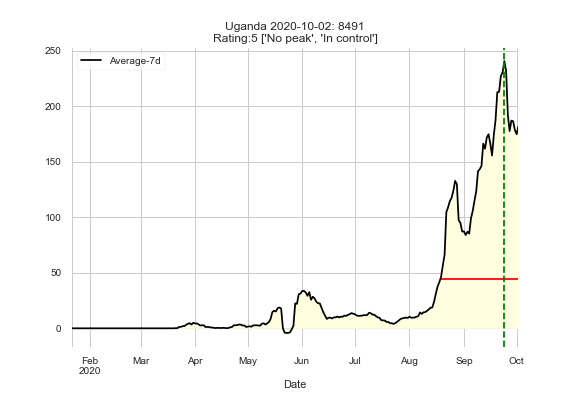 Uganda 2020-10-02: 8491
Rating:5 ['No peak', 'In control']
250
Average-7d
200
150
100
50
0
Feb Mar Apr May Jun Jul Aug Sep Oct
2020
Date